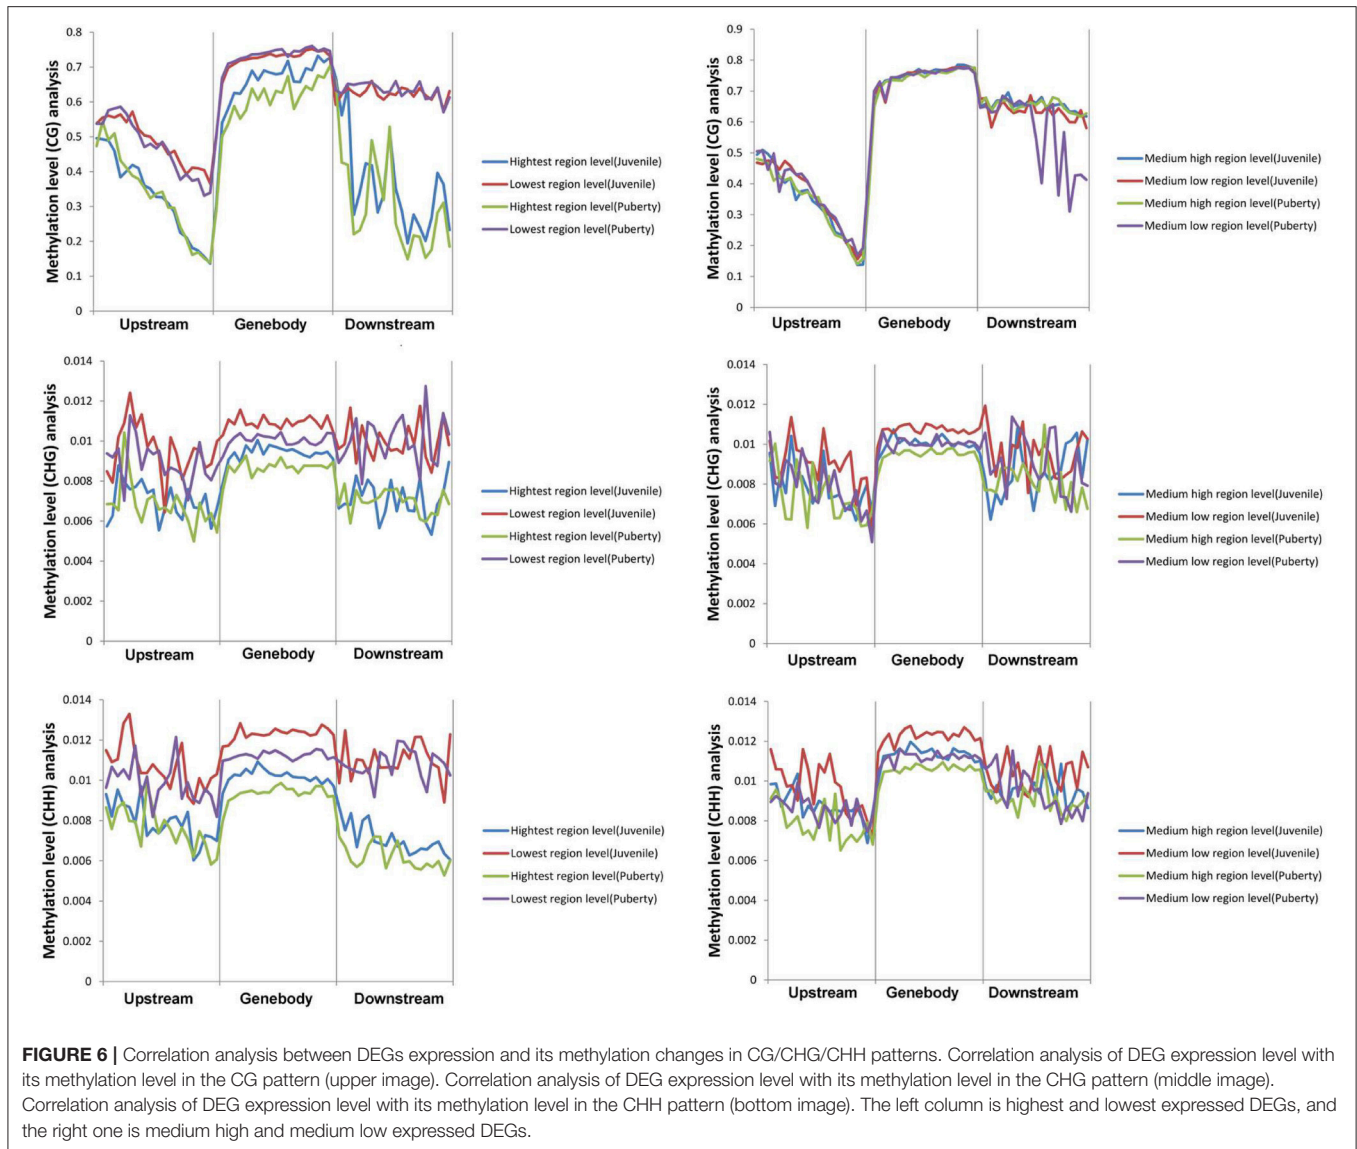 Methylation level (CG) analysis
0.8
0.7
0.6
0.5
0.4
0.3
0.2
0.1
0
Upstream Genebody Downstream
Hightest region level(Juvenile)
Lowest region level(Juvenile)
Hightest region level(Puberty)
Lowest region level(Puberty)
Mathylation level (CG) analysis
0.9
0.8
0.7
0.6
0.5
0.4
0.3
0.2
0.1
0
Upstream Genebody Downstream
Medium high region level(Juvenile)
Medium low region level(Juvenile)
Medium high region level(Puberty)
Medium low region level(Puberty)
Methylation level (CHG) analysis
0.014
0.012
0.01
0.008
0.006
0.004
0.002
0
Upstream Genebody Downstream
Hightest region level(Juvenile)
Lowest region level(Juvenile)
Hightest region level(Puberty)
Lowest region level(Puberty)
Methylation level (CHG) analysis
0.014
0.012
0.01
0.008
0.006
0.004
0.002
0
Upstream Genebody Downstream
Medium high region level(Juvenile)
Medium low region level(Juvenile)
Medium high region level(Puberty)
Medium low region level(Puberty)
Methylation level (CHH) analysis
0.014
0.012
0.01
0.008
0.006
0.004
0.002
0
Upstream Genebody Downstream
Hightest region level(Juvenile)
Lowest region level(Juvenile)
Hightest region level(Puberty)
Lowest region level(Puberty)
Methylation level (CHH) analysis
0.014
0.012
0.01
0.008
0.006
0.004
0.002
0
Upstream Genebody Downstream
Medium high region level(Juvenile)
Medium low region level(Juvenile)
Medium high region level(Puberty)
Medium low region level(Puberty)
FIGURE 6 | Correlation analysis between DEGs expression and its methylation changes in CG/CHG/CHH patterns. Correlation analysis of DEG expression level with
its methylation level in the CG pattern (upper image). Correlation analysis of DEG expression level with its methylation level in the CHG pattern (middle image).
Correlation analysis of DEG expression level with its methylation level in the CHH pattern (bottom image). The left column is highest and lowest expressed DEGs, and
the right one is medium high and medium low expressed DEGs.